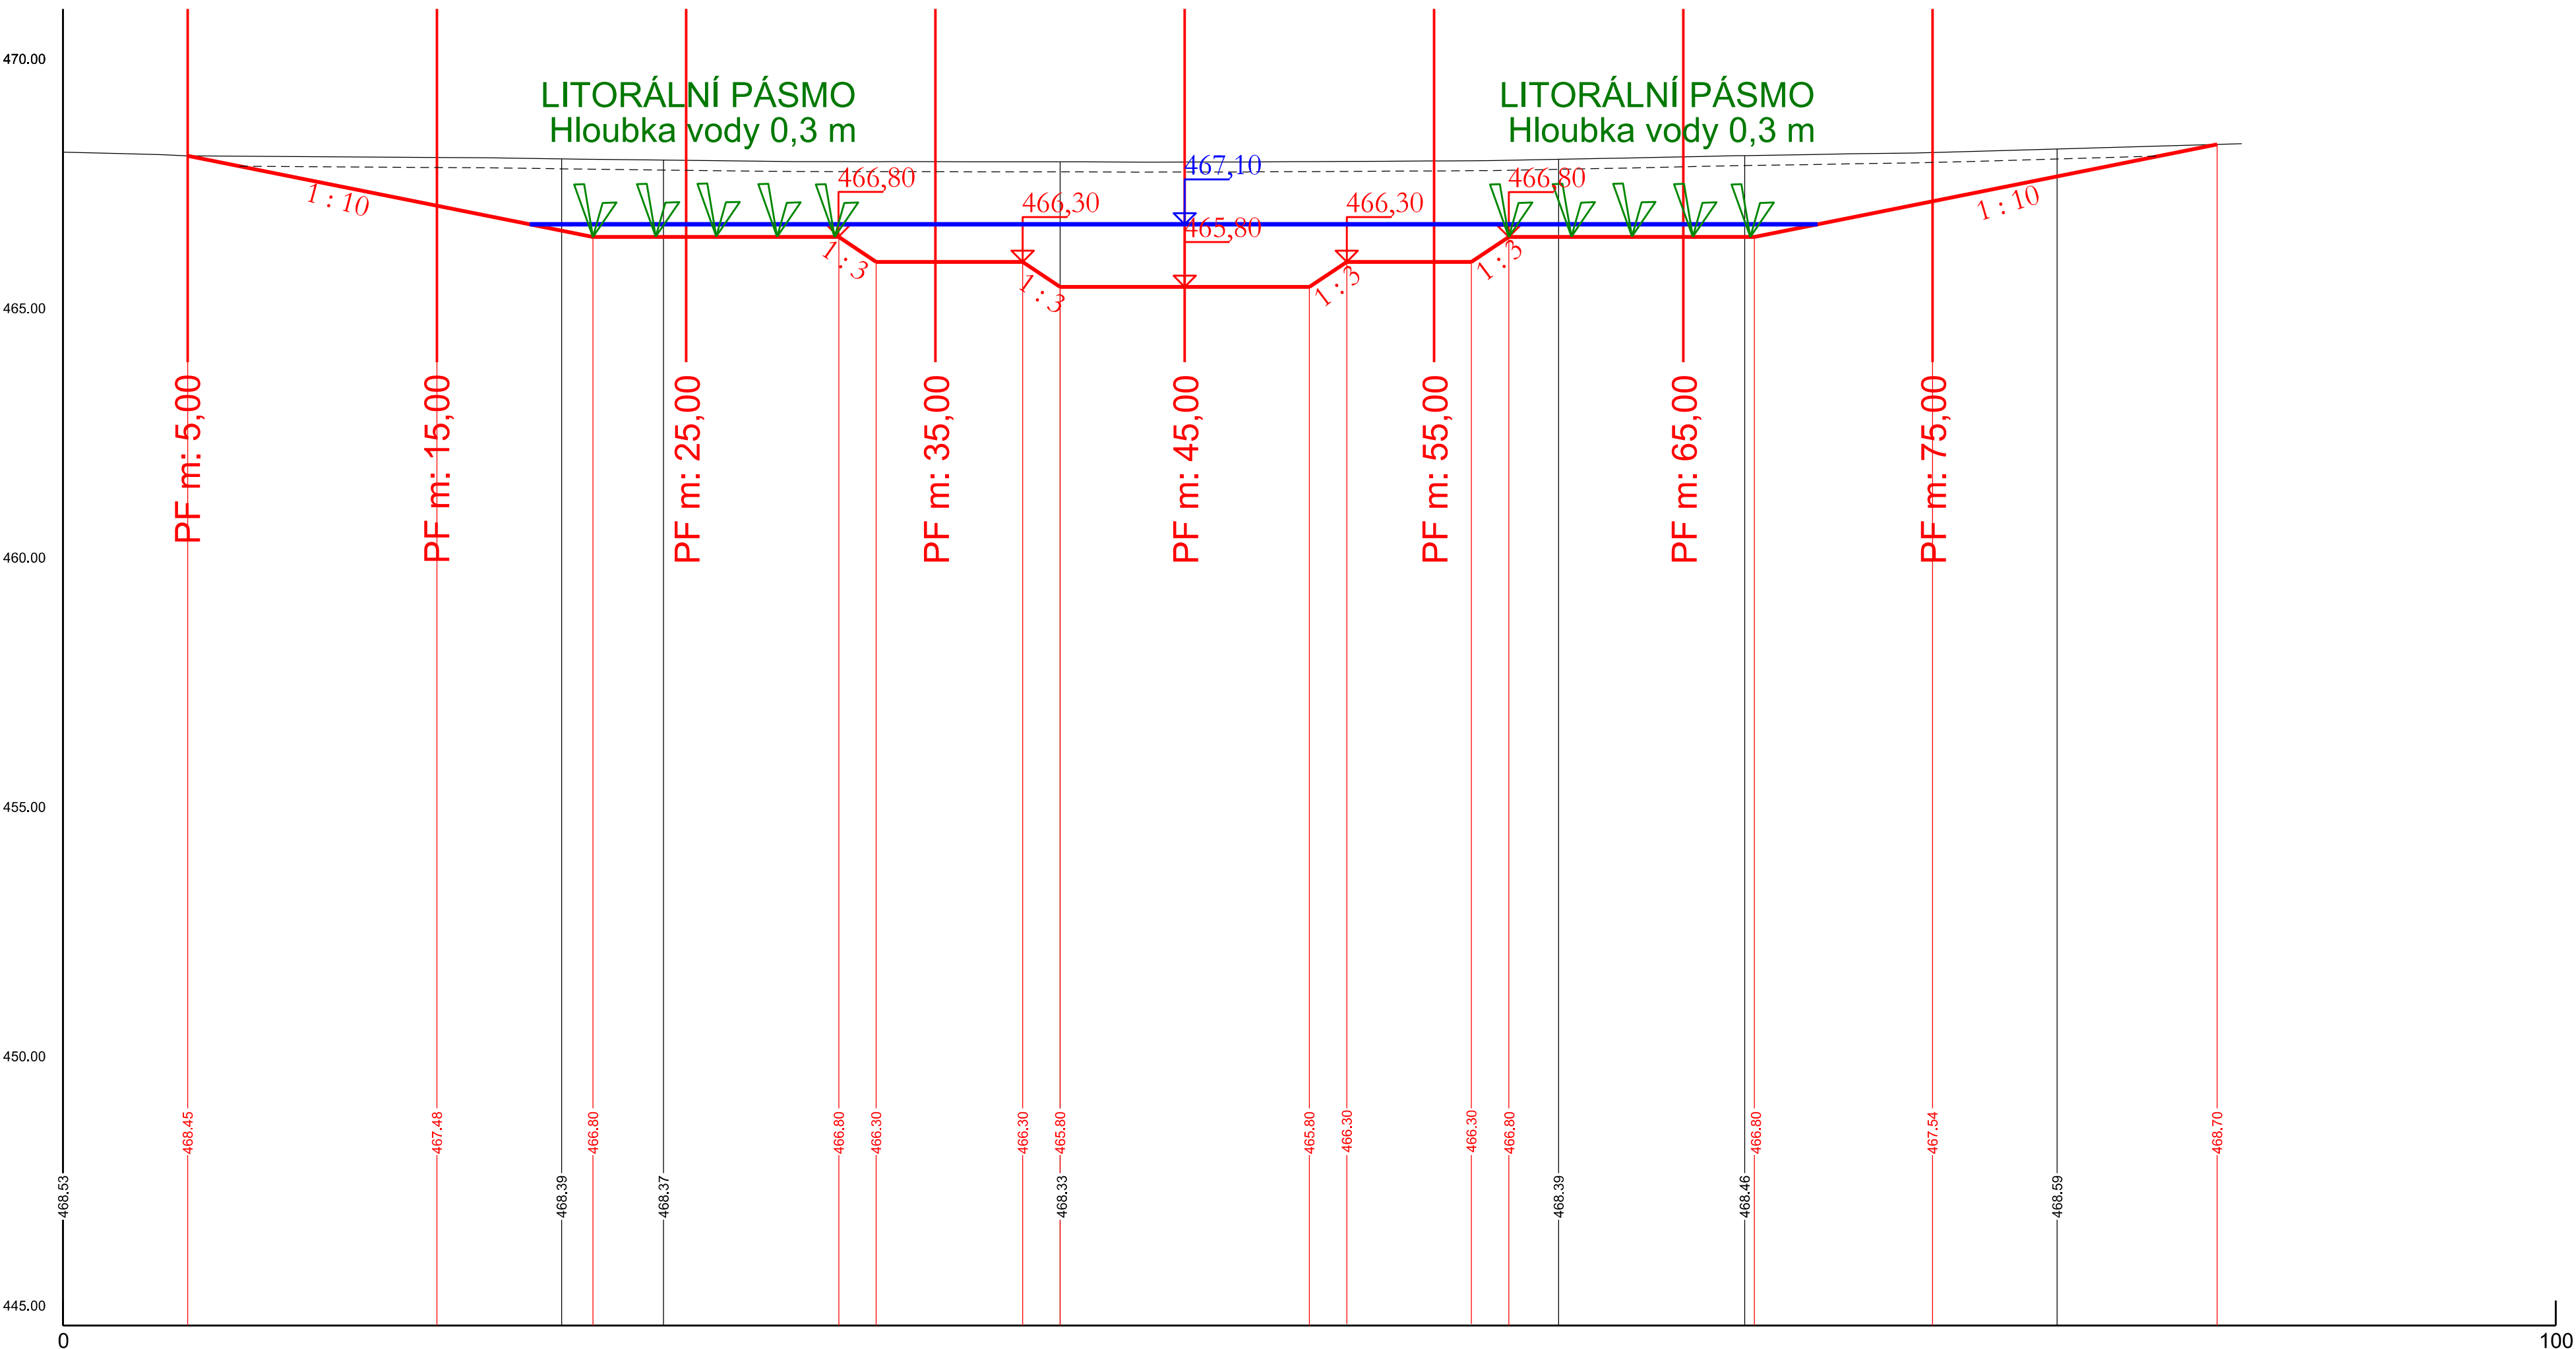 470.00
LITORÁLNÍ PÁSMO
Hloubka vody 0,3 m
LITORÁLNÍ PÁSMO
Hloubka vody 0,3 m
467,10
466,80
466,80
1 : 10
466,30
466,30
1 : 10
465,80
1 : 3
1 : 3
1 : 3
1 : 3
465.00
PF m: 5,00
PF m: 15,00
PF m: 25,00
PF m: 35,00
PF m: 45,00
PF m: 55,00
PF m: 65,00
PF m: 75,00
460.00
455.00
450.00
468.45
467.48
466.80
466.80
466.30
466.30
465.80
465.80
466.30
466.30
466.80
466.80
467.54
468.70
468.53
468.39
468.37
468.33
468.39
468.46
468.59
445.00
0
100